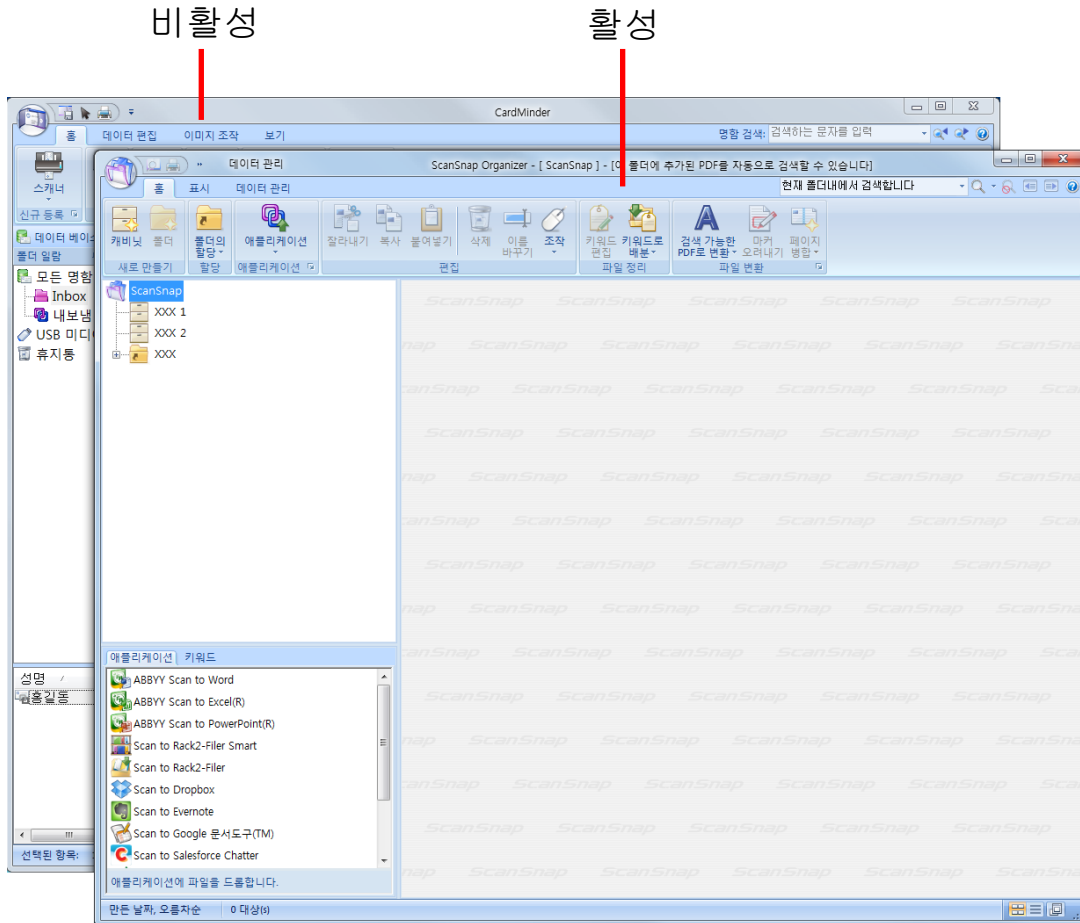 비활성
활성
CardMinder
홈 데이터 편집 이미지 조작 보기
명함 검색: 검색하는 문자를 입력
스캐너
신규 등록
데이터 베이스
폴더 일람
모든 명함
Inbox
내보냄
USB 미디
휴지통
성명
홍길동
선택된 항목:
데이터 관리
ScanSnap Organizer - [ ScanSnap ] - [이 폴더에 추가된 PDF를 자동으로 검색할 수 있습니다]
홈 표시 데이터 관리
현재 폴더내에서 검색합니다
캐비닛 폴더
새로 만들기
폴더의
할당
할당
애플리케이션
애플리케이션
잘라내기 복사 붙여넣기 삭제 이름
바꾸기
조작
편집
키워드
편집
키워드로
배분
파일 정리
검색 가능한
PDF로 변환
마커
오려내기
페이지
병합
파일 변환
ScanSnap
XXX 1
XXX 2
XXX
애플리케이션 키워드
ABBYY Scan to Word
ABBYY Scan to Excel(R)
ABBYY Scan to PowerPoint(R)
Scan to Rack2-Filer Smart
Scan to Rack2-Filer
Scan to Dropbox
Scan to Evernote
Scan to Google 문서도구(TM)
Scan to Salesforce Chatter
애플리케이션에 파일을 드롭합니다.
만든 날짜, 오름차순 0 대상(s)